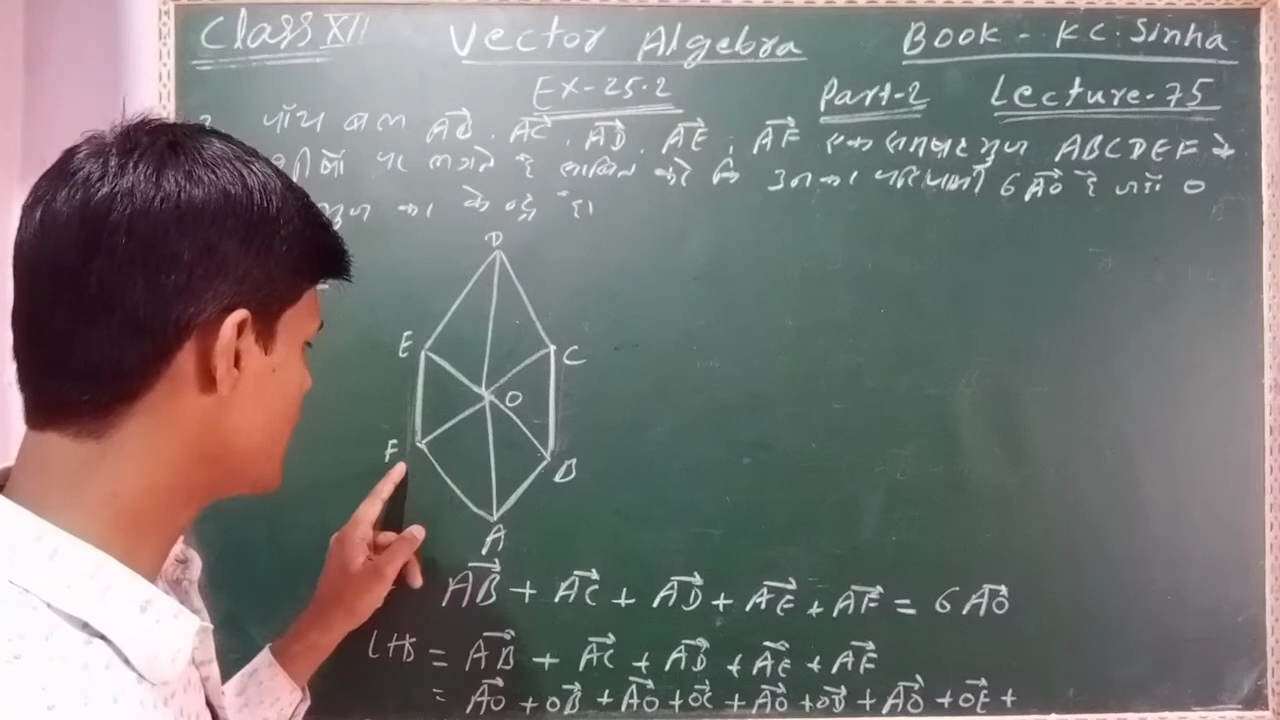 Class XII Vector Algebra Book - KC. Sinha
Ex-25.2 Part-2 Lecture-75
पाँच बल AB⃗, AC⃗, AD⃗, AE⃗, AF⃗ एक समषट् भुज ABCDEF के
शीर्षों पर लगते हैं साबित करें कि उनका परिणामी 6AO⃗ है जहाँ O
भुज का केन्द्र है।
D
E
C
O
F
B
A
AB⃗ + AC⃗ + AD⃗ + AE⃗ + AF⃗ = 6AO⃗
LHS = AB⃗ + AC⃗ + AD⃗ + AE⃗ + AF⃗
= AO⃗ + OB⃗ + AO⃗ + OC⃗ + AO⃗ + OD⃗ + AO⃗ + OE⃗ +